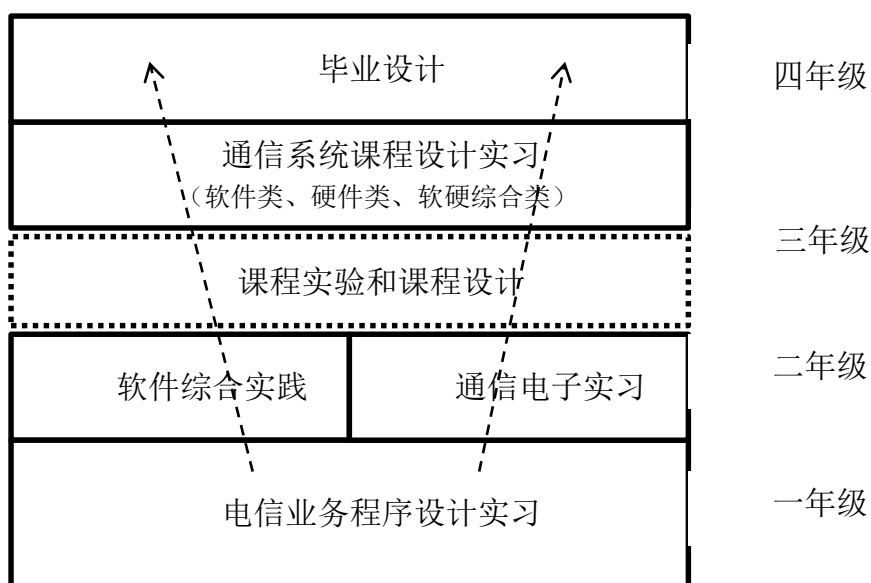 毕业设计
四年级
通信系统课程设计实习
（软件类、硬件类、软硬综合类）
三年级
课程实验和课程设计
软件综合实践
通信电子实习
二年级
电信业务程序设计实习
一年级